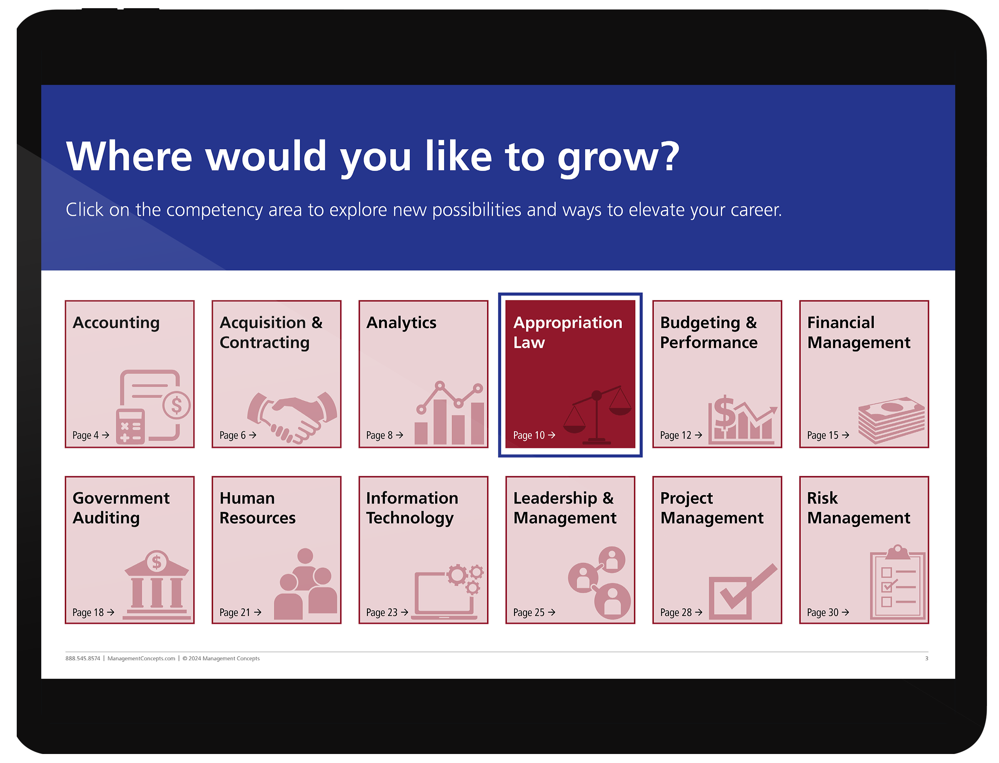 Where would you like to grow?
Click on the competency area to explore new possibilities and ways to elevate your career.
Accounting
Page 4 →
Acquisition &
Contracting
Page 6 →
Analytics
Page 8 →
Appropriation
Law
Page 10 →
Budgeting &
Performance
Page 12 →
Financial
Management
Page 15 →
Government
Auditing
Page 18 →
Human
Resources
Page 21 →
Information
Technology
Page 23 →
Leadership &
Management
Page 25 →
Project
Management
Page 28 →
Risk
Management
Page 30 →
888.545.8574 | ManagementConcepts.com | © 2024 Management Concepts
3